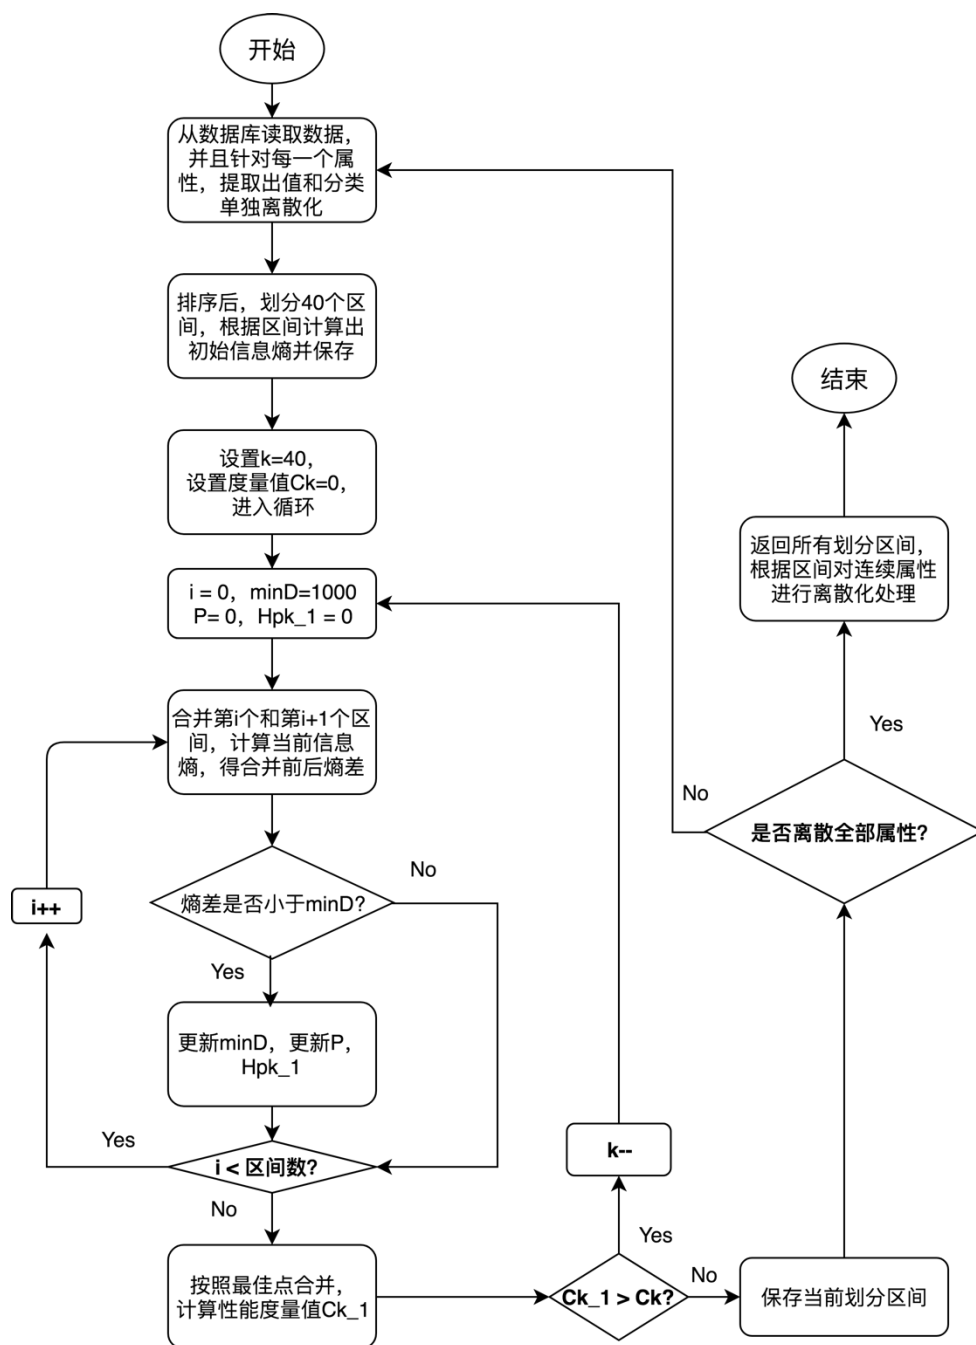 开始
从数据库读取数据，
并且针对每一个属
性，提取出值和分类
单独离散化
排序后，划分40个区
间，根据区间计算出
初始信息熵并保存
设置k=40，
设置度量值Ck=0，
进入循环
i = 0，minD=1000
P= 0，Hpk_1 = 0
合并第i个和第i+1个区
间，计算当前信息
熵，得合并前后熵差
i++
熵差是否小于minD？
No
Yes
更新minD，更新P，
Hpk_1
Yes
i < 区间数？
No
按照最佳点合并，
计算性能度量值Ck_1
Ck_1 > Ck？
Yes
k--
No
保存当前划分区间
是否离散全部属性？
No
Yes
返回所有划分区间，
根据区间对连续属性
进行离散化处理
结束